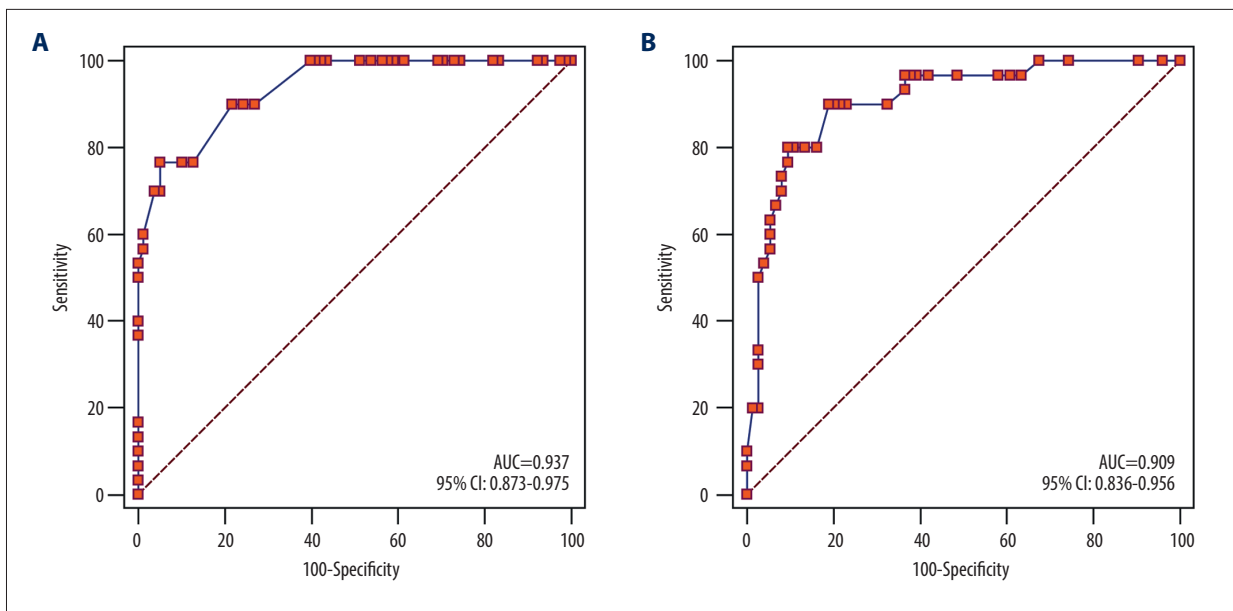 A
100
80
60
40
20
0
Sensitivity
0 20 40 60 80 100
100-Specificity
AUC=0.937
95% CI: 0.873-0.975
B
100
80
60
40
20
0
Sensitivity
0 20 40 60 80 100
100-Specificity
AUC=0.909
95% CI: 0.836-0.956